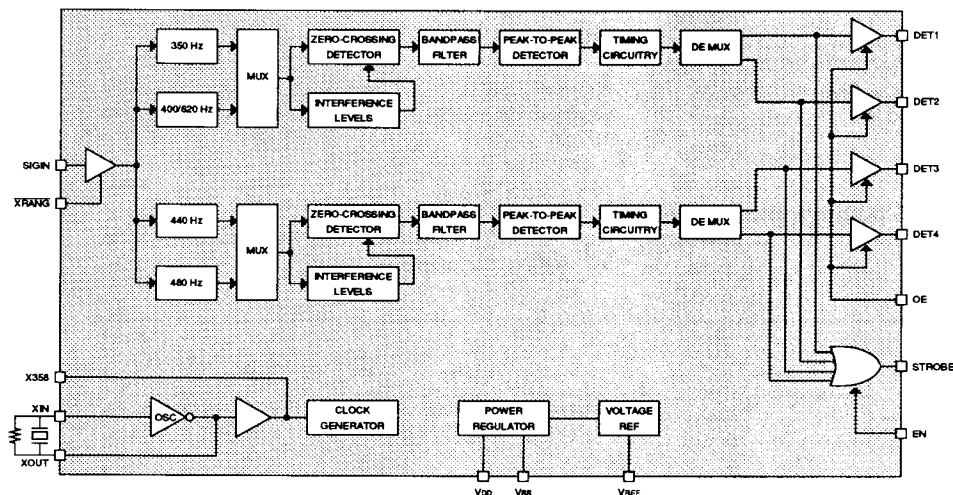 350 Hz
400/620 Hz
MUX
ZERO-CROSSING
DETECTOR
INTERFERENCE
LEVELS
BANDPASS
FILTER
PEAK-TO-PEAK
DETECTOR
TIMING
CIRCUITRY
DE MUX
DET1
DET2
SIGIN
XRANG
440 Hz
480 Hz
MUX
ZERO-CROSSING
DETECTOR
INTERFERENCE
LEVELS
BANDPASS
FILTER
PEAK-TO-PEAK
DETECTOR
TIMING
CIRCUITRY
DE MUX
DET3
DET4
OE
STROBE
EN
X358
XIN
XOUT
OSC
CLOCK
GENERATOR
POWER
REGULATOR
VOLTAGE
REF
VDD
VSS
VREF